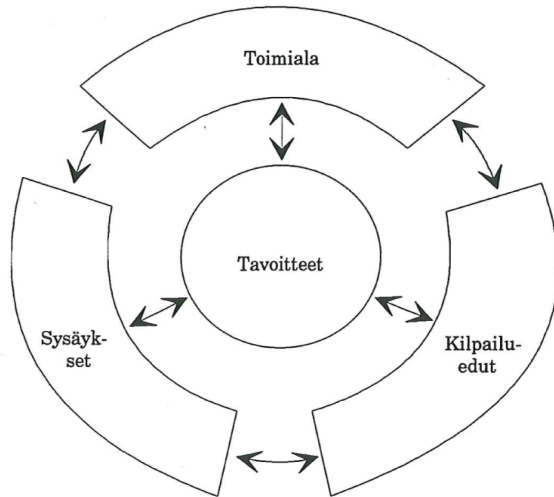 Toimiala
Tavoitteet
Sysäyk-
set
Kilpailu-
edut